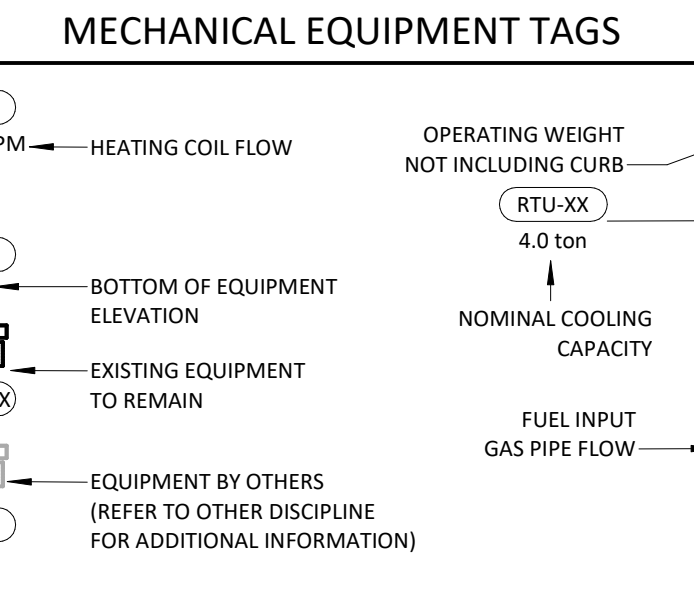 MECHANICAL EQUIPMENT TAGS
PM
HEATING COIL FLOW
BOTTOM OF EQUIPMENT
ELEVATION
EXISTING EQUIPMENT
TO REMAIN
X
EQUIPMENT BY OTHERS
(REFER TO OTHER DISCIPLINE
FOR ADDITIONAL INFORMATION)
OPERATING WEIGHT
NOT INCLUDING CURB
RTU-XX
4.0 ton
NOMINAL COOLING
CAPACITY
FUEL INPUT
GAS PIPE FLOW